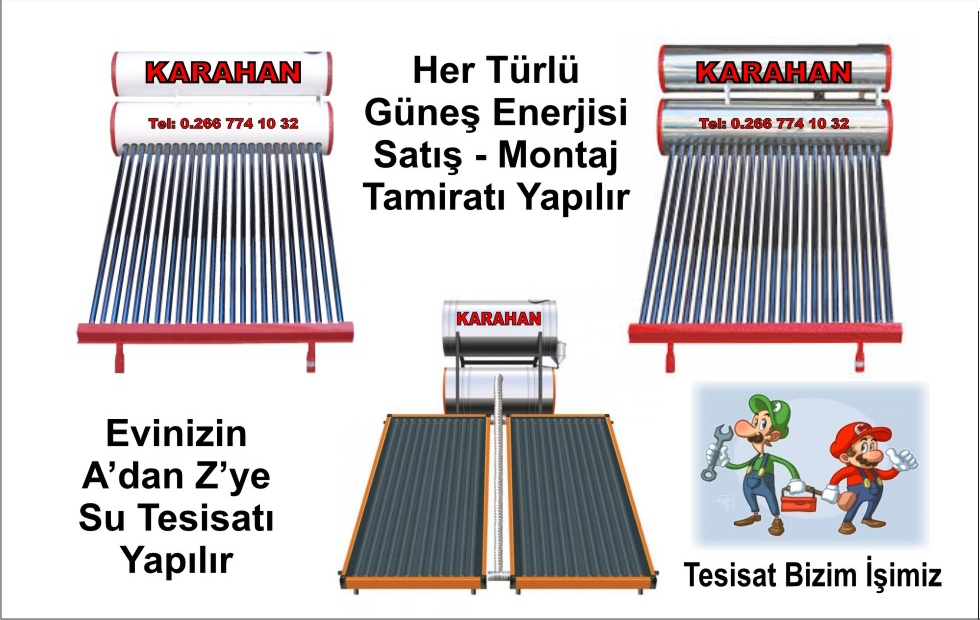 KARAHAN
Tel: 0.266 774 10 32
Her Türlü
Güneş Enerjisi
Satış - Montaj
Tamiratı Yapılır
KARAHAN
Tel: 0.266 774 10 32
KARAHAN
Evinizin
A’dan Z’ye
Su Tesisatı
Yapılır
Tesisat Bizim İşimiz